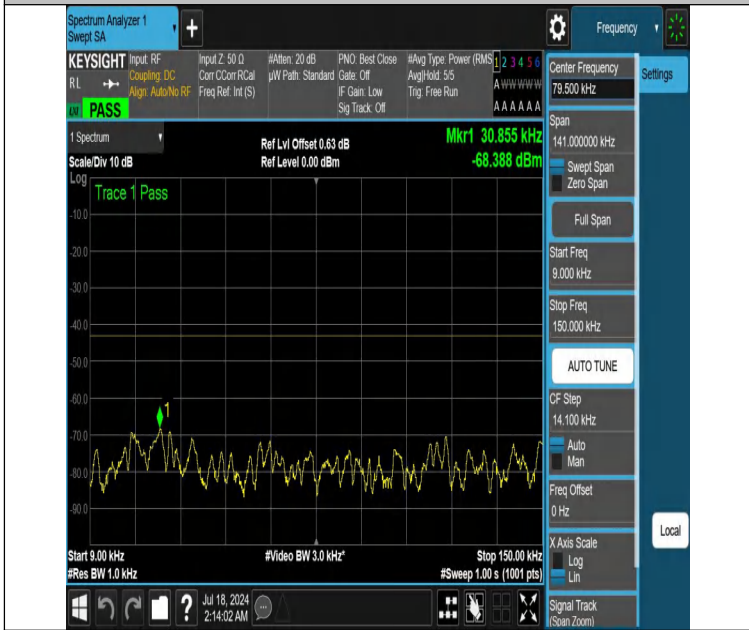 Spectrum Analyzer 1
Swept SA
+
Frequency
KEYSIGHT
RL
PASS
Input: RF
Coupling: DC
Align: Auto/No RF
Input Z: 50 Ω
Corr CCorr RCal
Freq Ref: Int (S)
#Atten: 20 dB
µW Path: Standard
PNO: Best Close
Gate: Off
IF Gain: Low
Sig Track: Off
#Avg Type: Power (RMS
Avg|Hold: 5/5
Trig: Free Run
1 2 3 4 5 6
A W W W W W
A A A A A A
1 Spectrum
Scale/Div 10 dB
Ref Lvl Offset 0.63 dB
Ref Level 0.00 dBm
Mkr1 30.855 kHz
-68.388 dBm
Log
Trace 1 Pass
-10.0
-20.0
-30.0
-40.0
-50.0
-60.0
-70.0
-80.0
-90.0
1
Start 9.00 kHz
#Res BW 1.0 kHz
#Video BW 3.0 kHz*
Stop 150.00 kHz
#Sweep 1.00 s (1001 pts)
Center Frequency
79.500 kHz
Span
141.000000 kHz
Swept Span
Zero Span
Full Span
Start Freq
9.000 kHz
Stop Freq
150.000 kHz
AUTO TUNE
CF Step
14.100 kHz
Auto
Man
Freq Offset
0 Hz
X Axis Scale
Log
Lin
Signal Track
(Span Zoom)
Settings
Local
?
Jul 18, 2024
2:14:02 AM